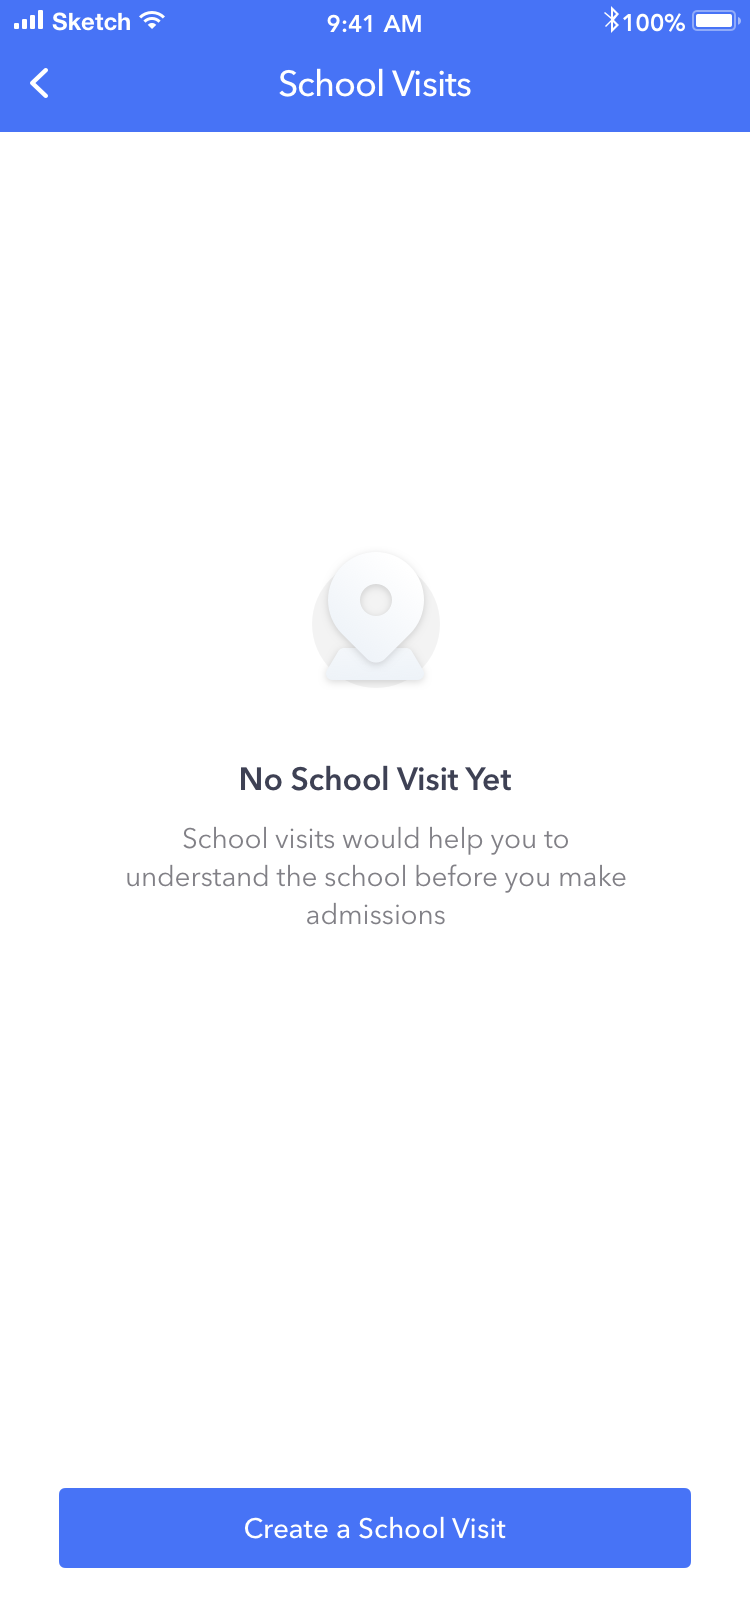 Sketch 9:41 AM 100%
School Visits
No School Visit Yet
School visits would help you to
understand the school before you make
admissions
Create a School Visit